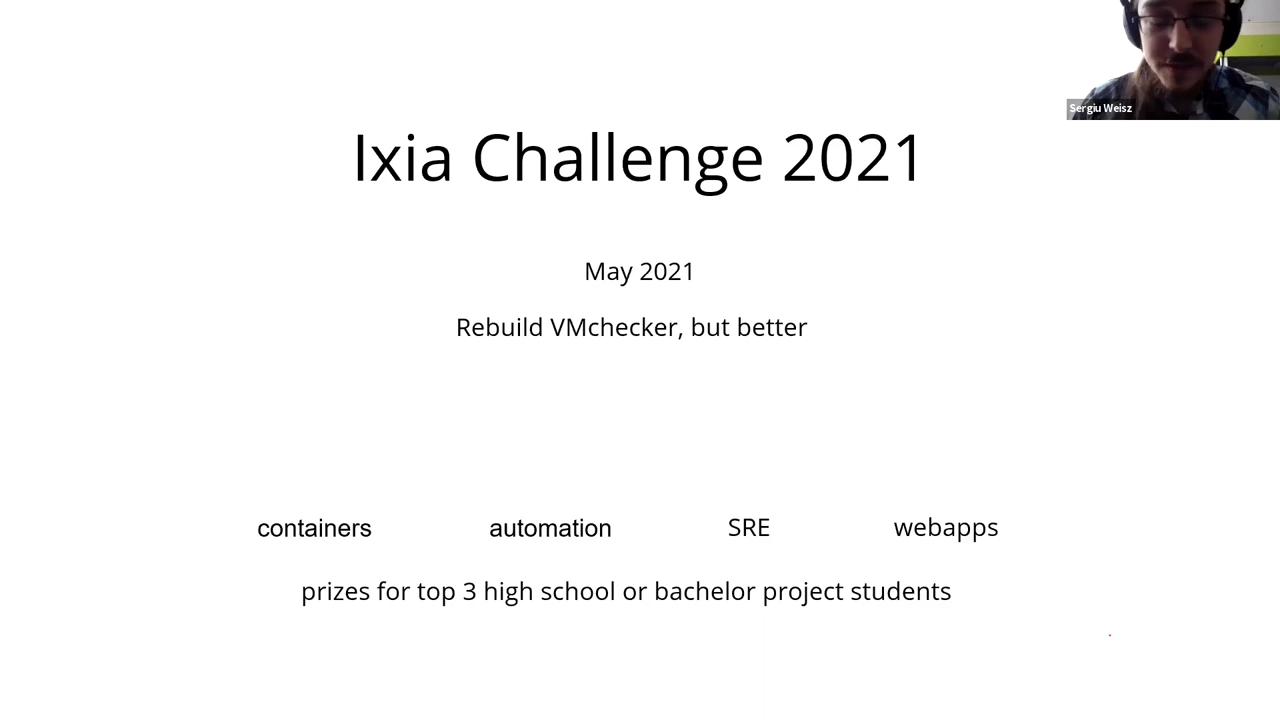 Sergiu Weisz
Ixia Challenge 2021
May 2021
Rebuild VMchecker, but better
containers automation SRE webapps
prizes for top 3 high school or bachelor project students